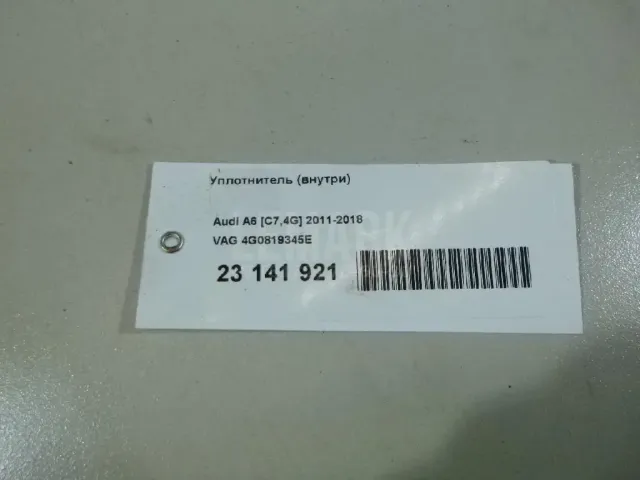 Уплотнитель (внутри)
Audi A6 [C7,4G] 2011-2018
VAG 4G0819345E
23 141 921